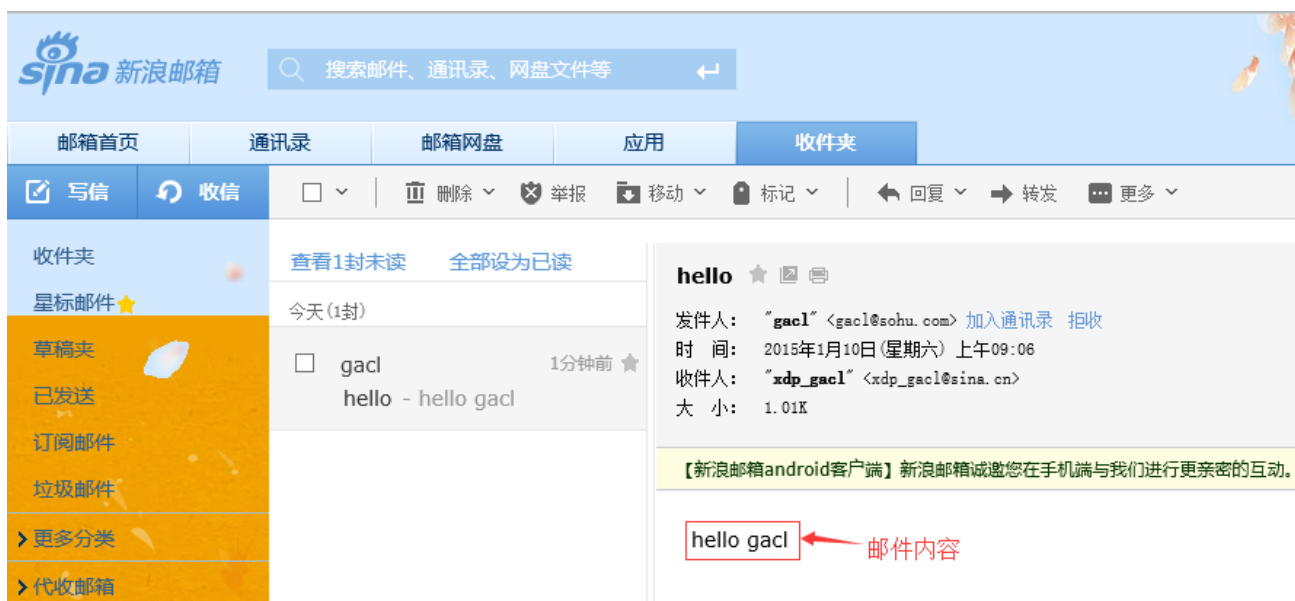 sina 新浪邮箱
搜索邮件、通讯录、网盘文件等
邮箱首页 通讯录 邮箱网盘 应用 收件夹
写信 收信 删除 举报 移动 标记 回复 转发 更多
收件夹
星标邮件
草稿夹
已发送
订阅邮件
垃圾邮件
更多分类
代收邮箱
查看1封未读 全部设为已读
今天(1封)
gacl 1分钟前
hello - hello gacl
hello
发件人： "gacl" <gacl@sohu.com> 加入通讯录 拒收
时 间： 2015年1月10日(星期六) 上午09:06
收件人： "xdp_gacl" <xdp_gacl@sina.cn>
大 小： 1.01K
【新浪邮箱android客户端】新浪邮箱诚邀您在手机端与我们进行更亲密的互动。
hello gacl 邮件内容